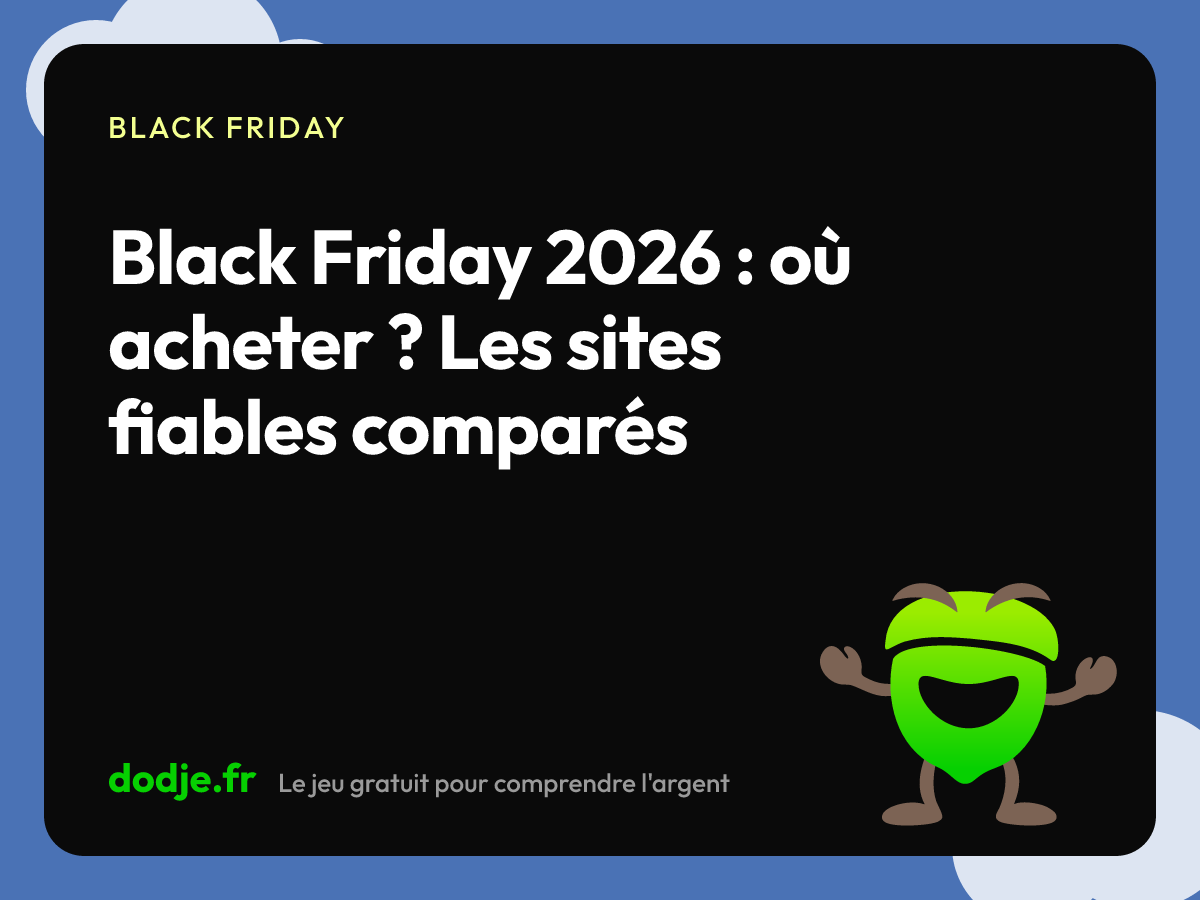 BLACK FRIDAY
Black Friday 2026 : où
acheter ? Les sites
fiables comparés
dodje.fr Le jeu gratuit pour comprendre l'argent